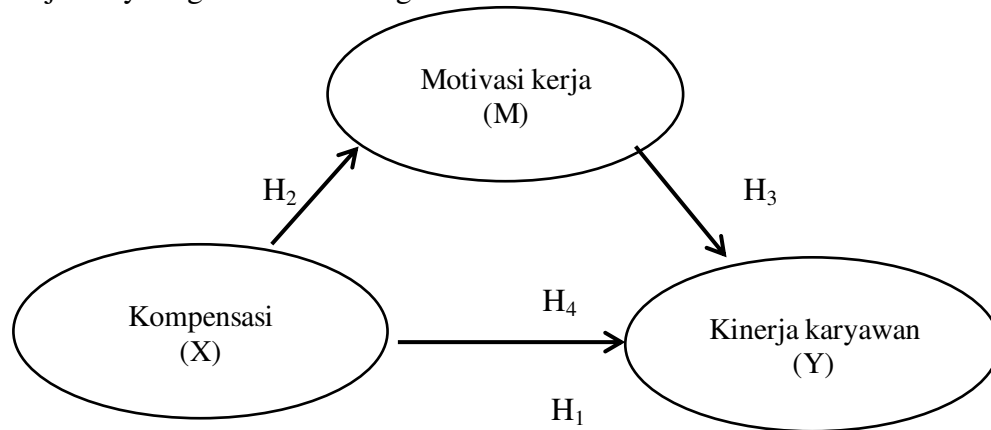 Motivasi kerja
(M)
H2
H3
Kompensasi
(X)
H4
Kinerja karyawan
(Y)
H1